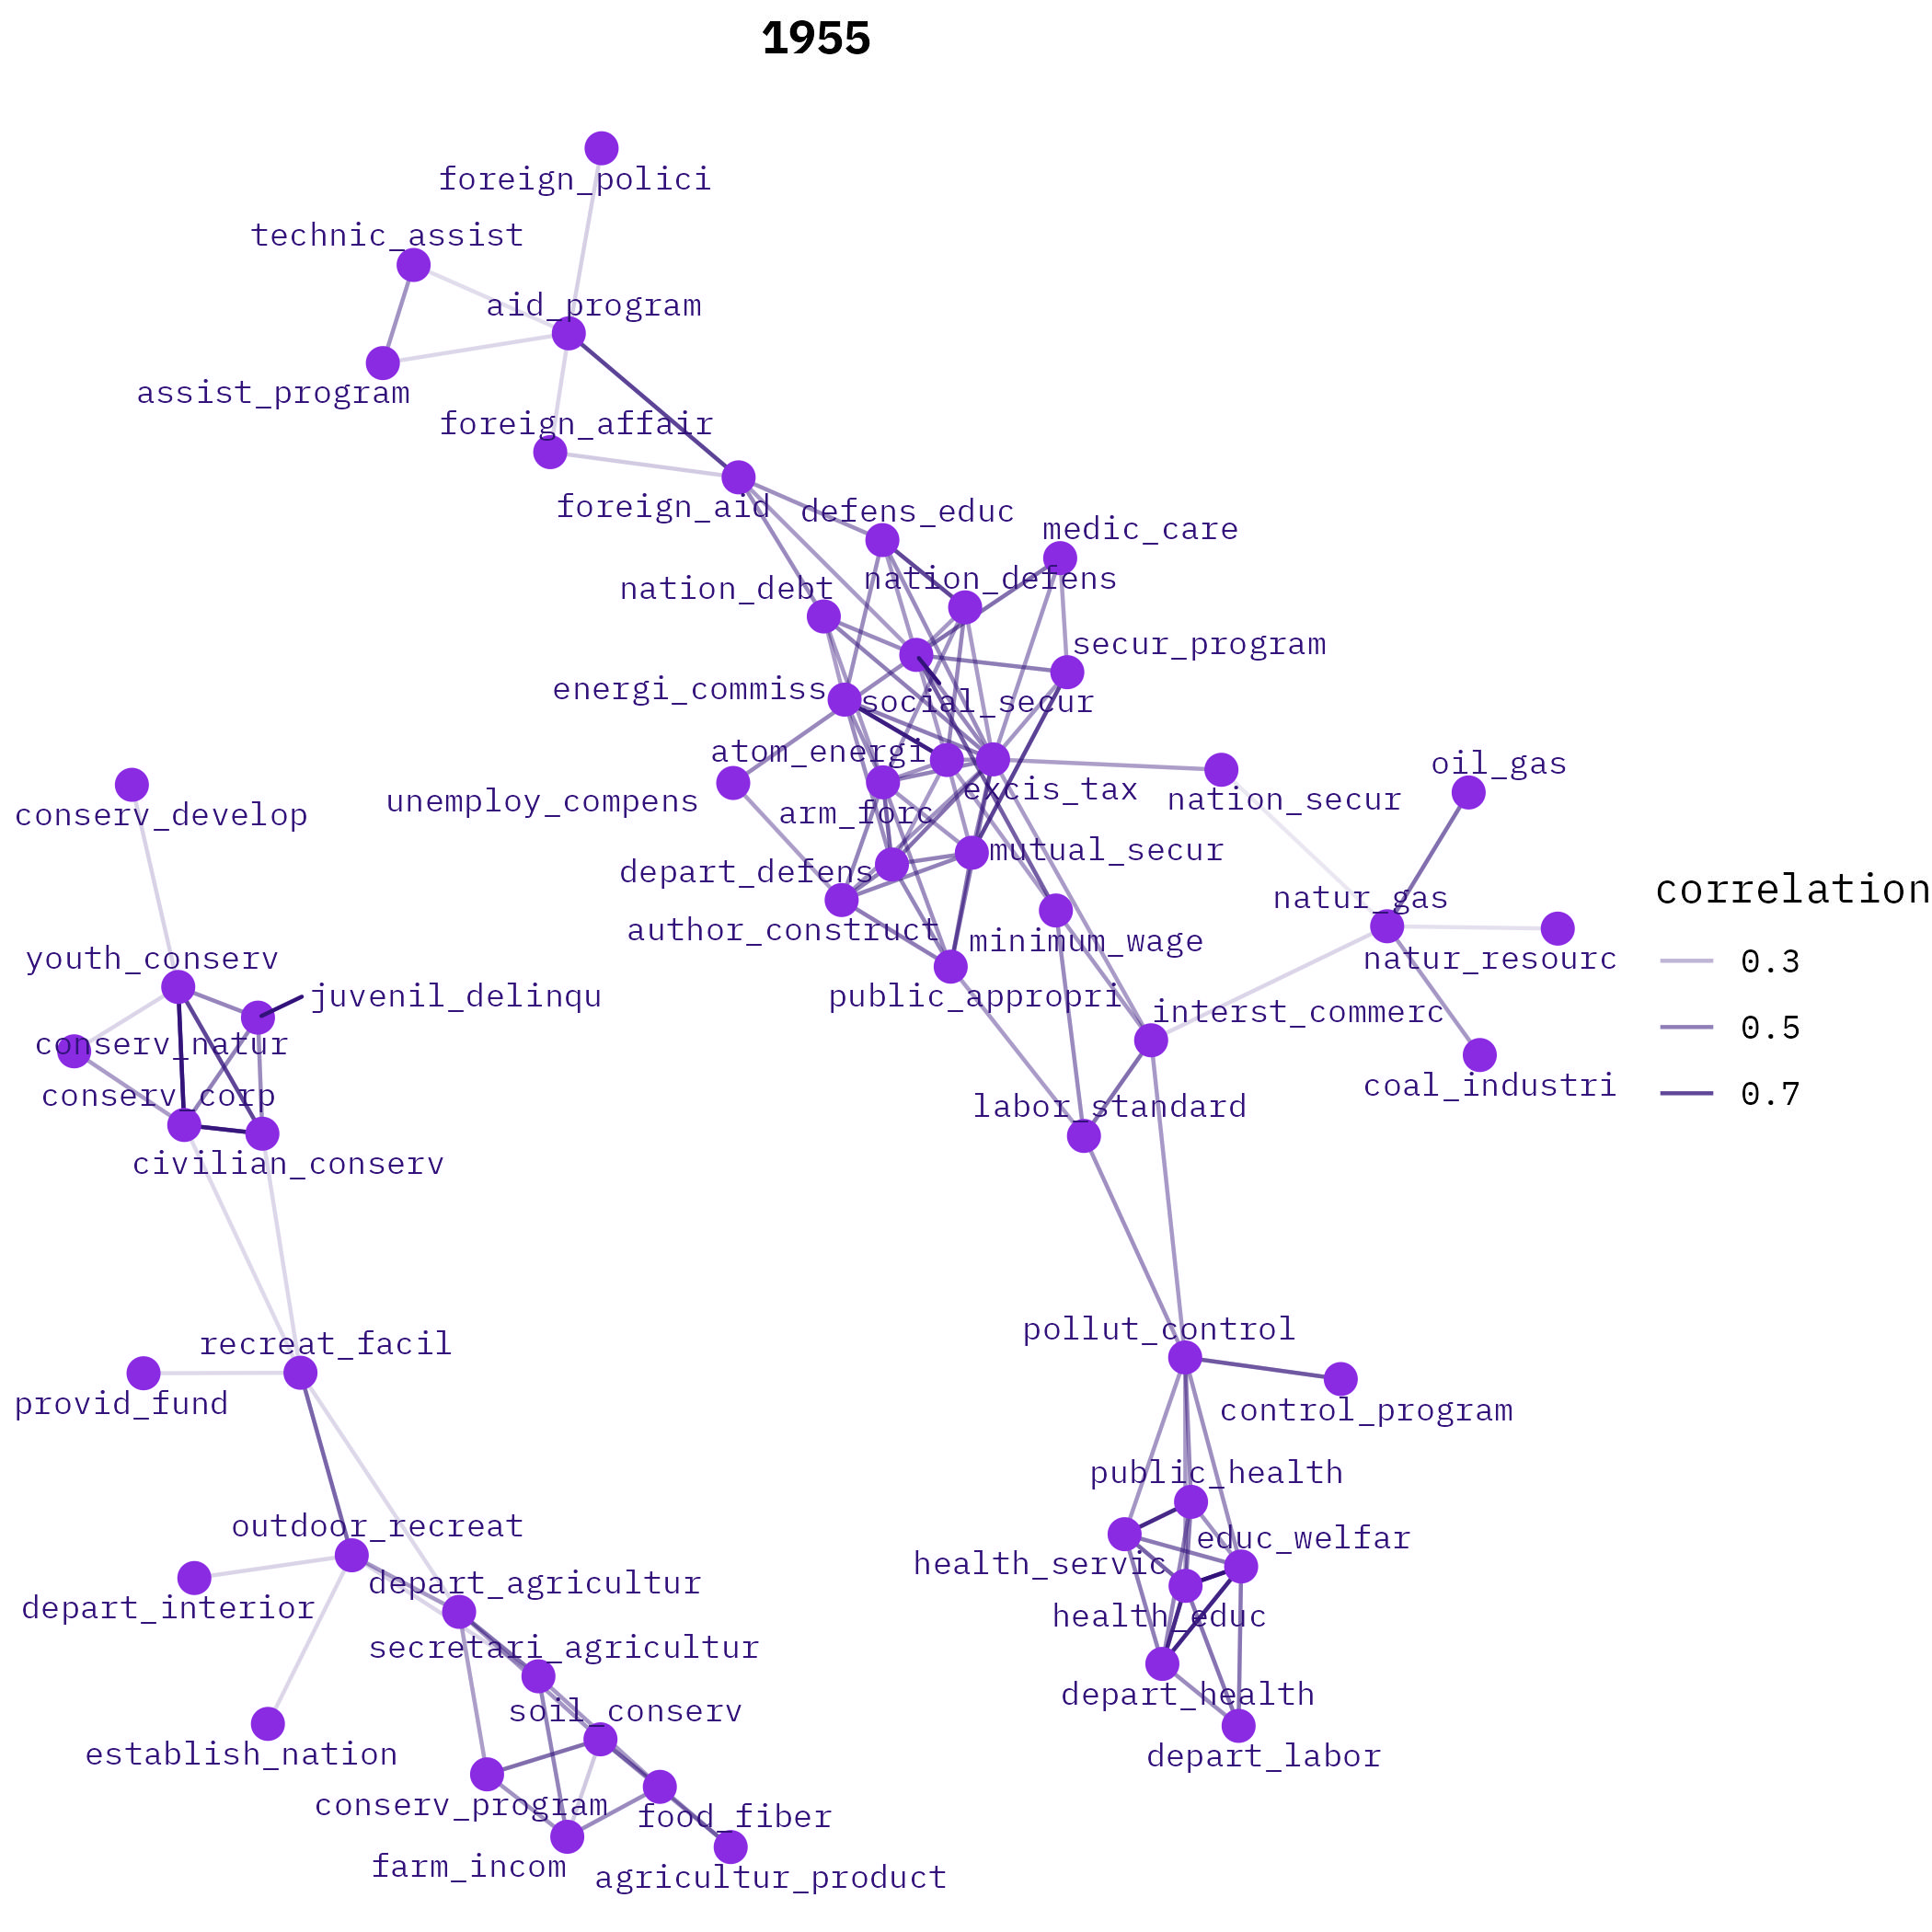 1955
foreign_polici
technic_assist
aid_program
assist_program
foreign_affair
foreign_aid
defens_educ
medic_care
nation_defens
nation_debt
secur_program
energi_commiss
social_secur
atom_energi
oil_gas
excis_tax
nation_secur
unemploy_compens
arm_forc
conserv_develop
mutual_secur
depart_defens
correlation
natur_gas
author_construct
minimum_wage
youth_conserv
natur_resourc
0.3
juvenil_delinqu
public_appropri
interst_commerc
0.5
conserv_natur
coal_industri
0.7
conserv_corp
labor_standard
civilian_conserv
pollut_control
recreat_facil
provid_fund
control_program
public_health
outdoor_recreat
educ_welfar
health_servic
depart_agricultur
depart_interior
health_educ
secretari_agricultur
depart_health
soil_conserv
establish_nation
depart_labor
conserv_program
food_fiber
farm_incom
agricultur_product